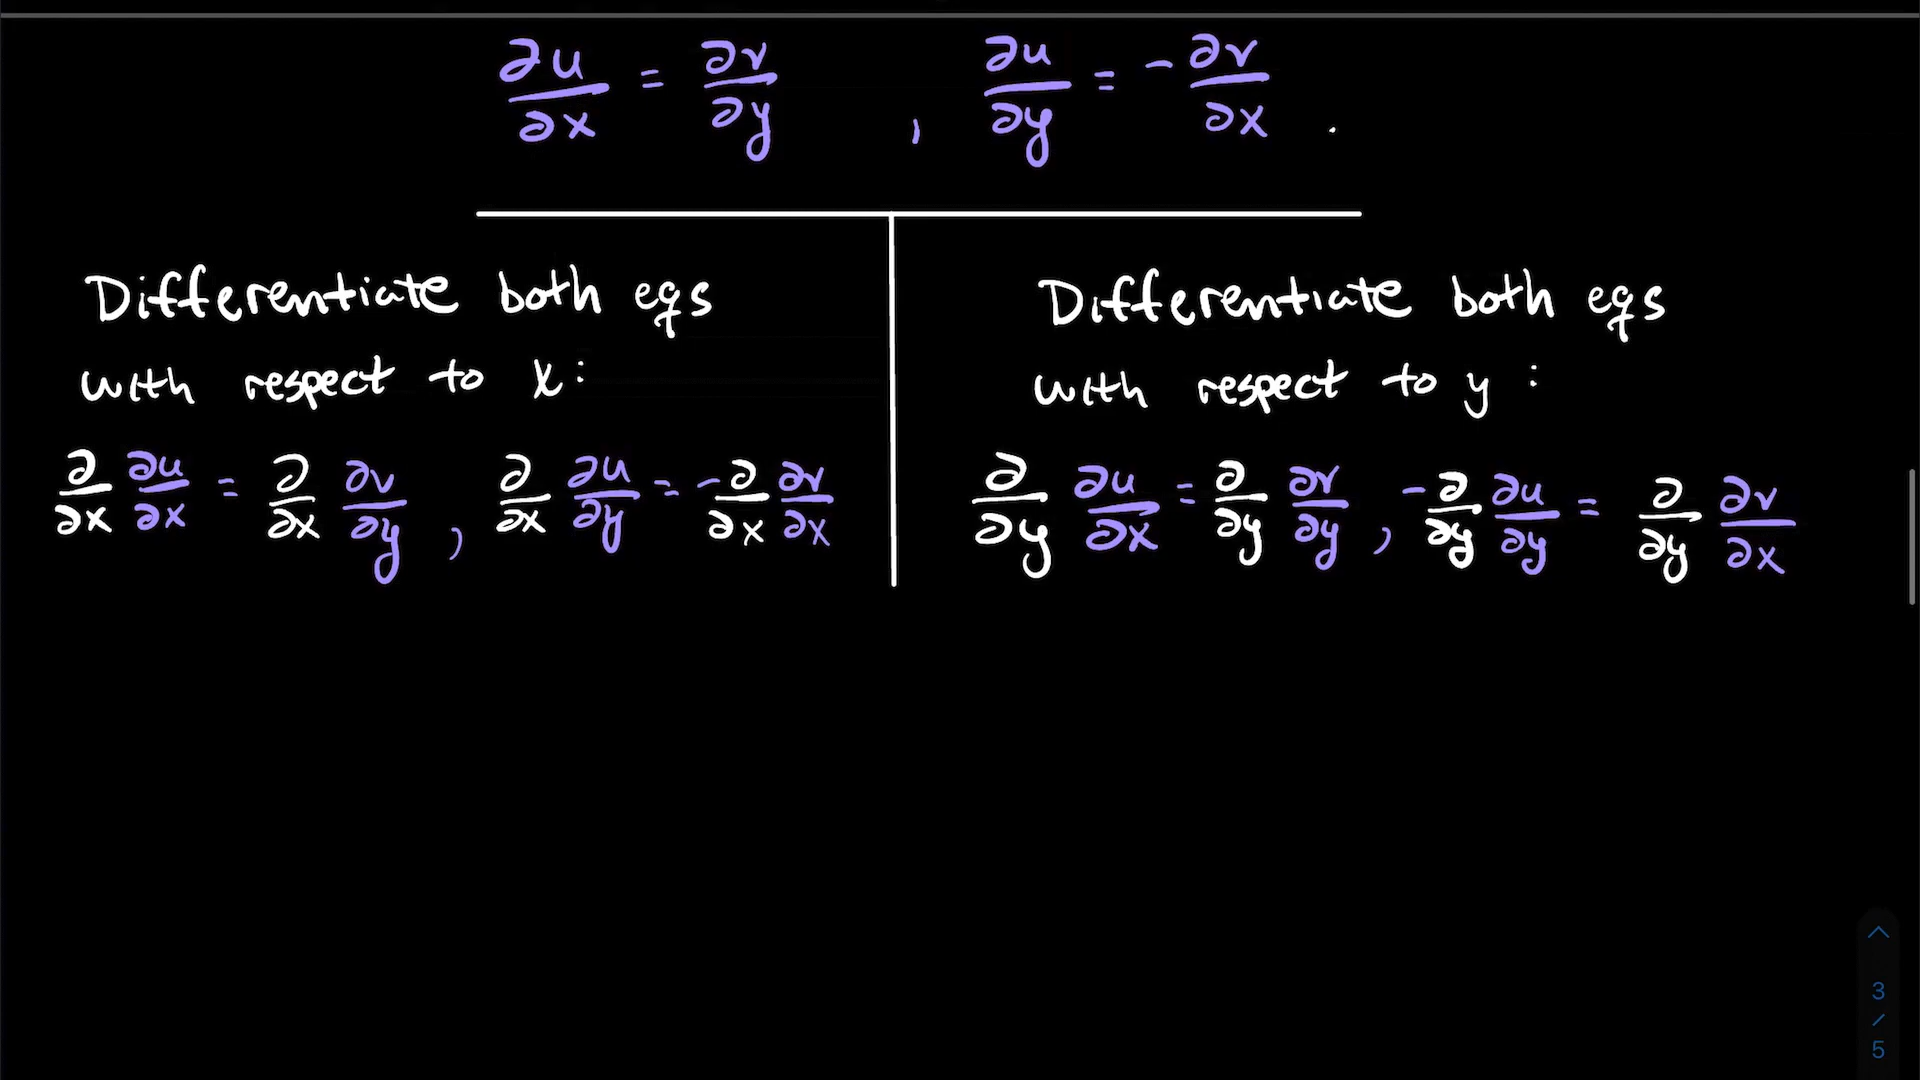 ∂u/∂x = ∂v/∂y , ∂u/∂y = -∂v/∂x .
Differentiate both eqs
with respect to x:
∂/∂x ∂u/∂x = ∂/∂x ∂v/∂y , ∂/∂x ∂u/∂y = -∂/∂x ∂v/∂x
Differentiate both eqs
with respect to y :
∂/∂y ∂u/∂x = ∂/∂y ∂v/∂y , -∂/∂y ∂u/∂y = ∂/∂y ∂v/∂x
3
/
5